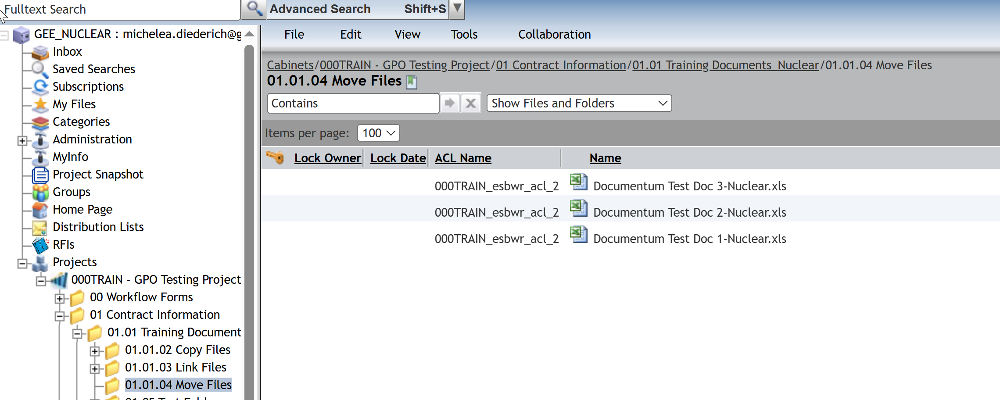 Fulltext Search
Advanced Search Shift+S
GEE_NUCLEAR : michelea.diederich@g
Inbox
Saved Searches
Subscriptions
My Files
Categories
Administration
MyInfo
Project Snapshot
Groups
Home Page
Distribution Lists
RFIs
Projects
000TRAIN - GPO Testing Project
00 Workflow Forms
01 Contract Information
01.01 Training Document
01.01.02 Copy Files
01.01.03 Link Files
01.01.04 Move Files
File Edit View Tools Collaboration
Cabinets/000TRAIN - GPO Testing Project/01 Contract Information/01.01 Training Documents_Nuclear/01.01.04 Move Files
01.01.04 Move Files
Contains
Show Files and Folders
Items per page: 100
Lock Owner Lock Date ACL Name Name
000TRAIN_esbwr_acl_2 Documentum Test Doc 3-Nuclear.xls
000TRAIN_esbwr_acl_2 Documentum Test Doc 2-Nuclear.xls
000TRAIN_esbwr_acl_2 Documentum Test Doc 1-Nuclear.xls